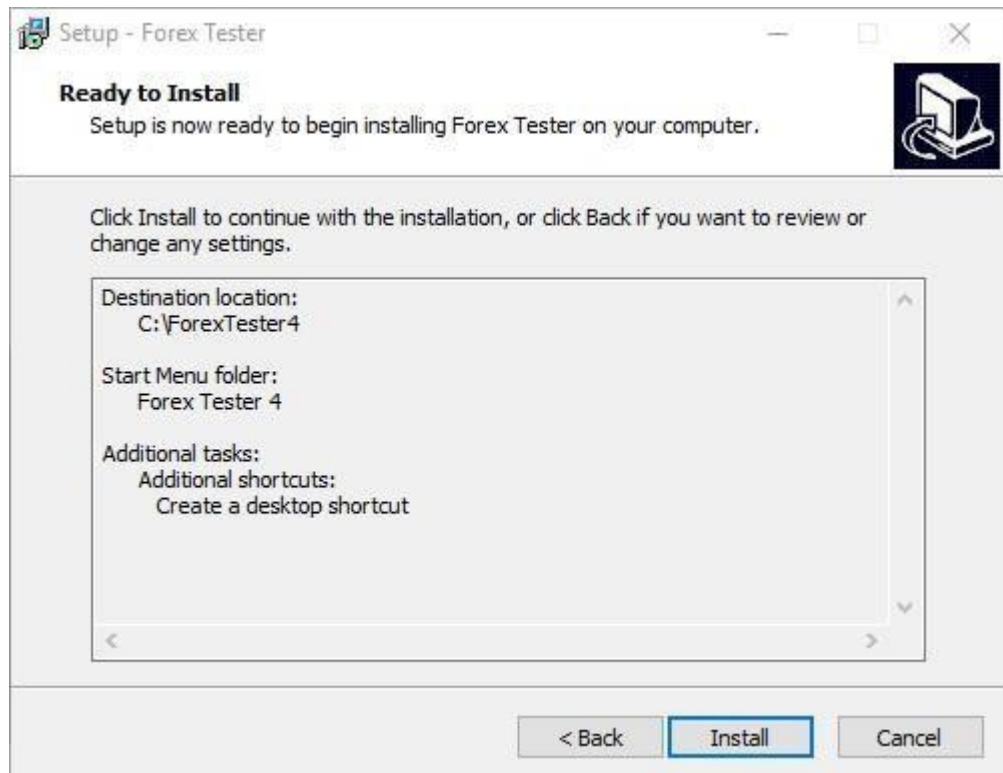 Setup - Forex Tester
Ready to Install
Setup is now ready to begin installing Forex Tester on your computer.
Click Install to continue with the installation, or click Back if you want to review or
change any settings.
Destination location:
C:\ForexTester4
Start Menu folder:
Forex Tester 4
Additional tasks:
Additional shortcuts:
Create a desktop shortcut
< Back
Install
Cancel